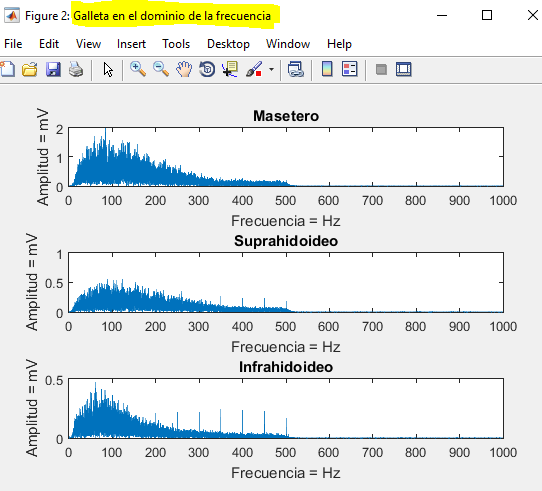 Figure 2: Galleta en el dominio de la frecuencia
File Edit View Insert Tools Desktop Window Help
Masetero
Amplitud = mV
2
1
0
0 100 200 300 400 500 600 700 800 900 1000
Frecuencia = Hz
Suprahidoideo
Amplitud = mV
1
0.5
0
0 100 200 300 400 500 600 700 800 900 1000
Frecuencia = Hz
Infrahidoideo
Amplitud = mV
0.5
0
0 100 200 300 400 500 600 700 800 900 1000
Frecuencia = Hz